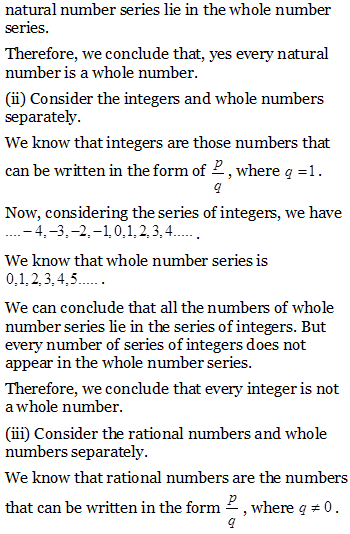 natural number series lie in the whole number
series.
Therefore, we conclude that, yes every natural
number is a whole number.
(ii) Consider the integers and whole numbers
separately.
We know that integers are those numbers that
can be written in the form of p/q, where q =1.
Now, considering the series of integers, we have
....−4,−3,−2,−1,0,1,2,3,4..... .
We know that whole number series is
0,1,2,3,4,5..... .
We can conclude that all the numbers of whole
number series lie in the series of integers. But
every number of series of integers does not
appear in the whole number series.
Therefore, we conclude that every integer is not
a whole number.
(iii) Consider the rational numbers and whole
numbers separately.
We know that rational numbers are the numbers
that can be written in the form p/q, where q ≠ 0.